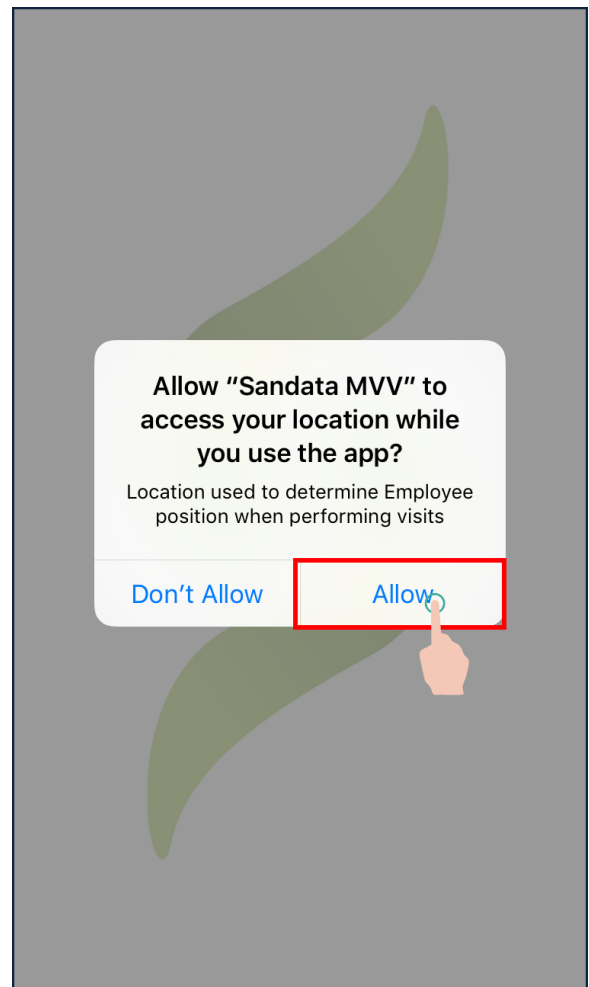 Allow “Sandata MVV” to
access your location while
you use the app?
Location used to determine Employee
position when performing visits
Don’t Allow
Allow